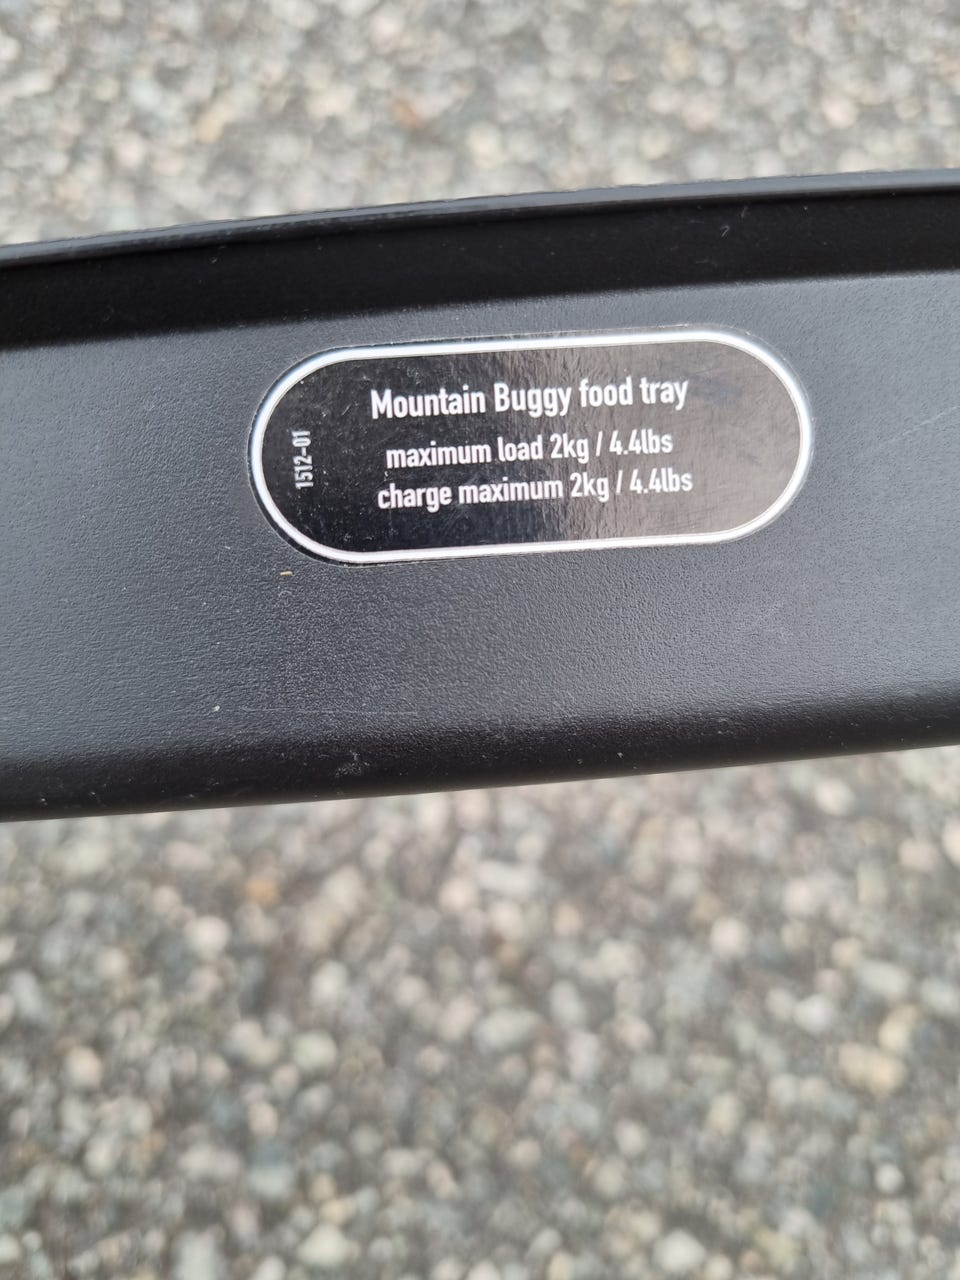 Mountain Buggy food tray
maximum load 2kg / 4.4lbs
charge maximum 2kg / 4.4lbs
1512-01